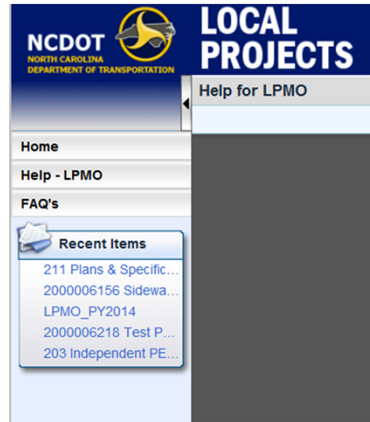 NCDOT
NORTH CAROLINA
DEPARTMENT OF TRANSPORTATION
LOCAL
PROJECTS
Help for LPMO
Home
Help - LPMO
FAQ's
Recent Items
211 Plans & Specific...
2000006156 Sidewa...
LPMO_PY2014
2000006218 Test P...
203 Independent PE...